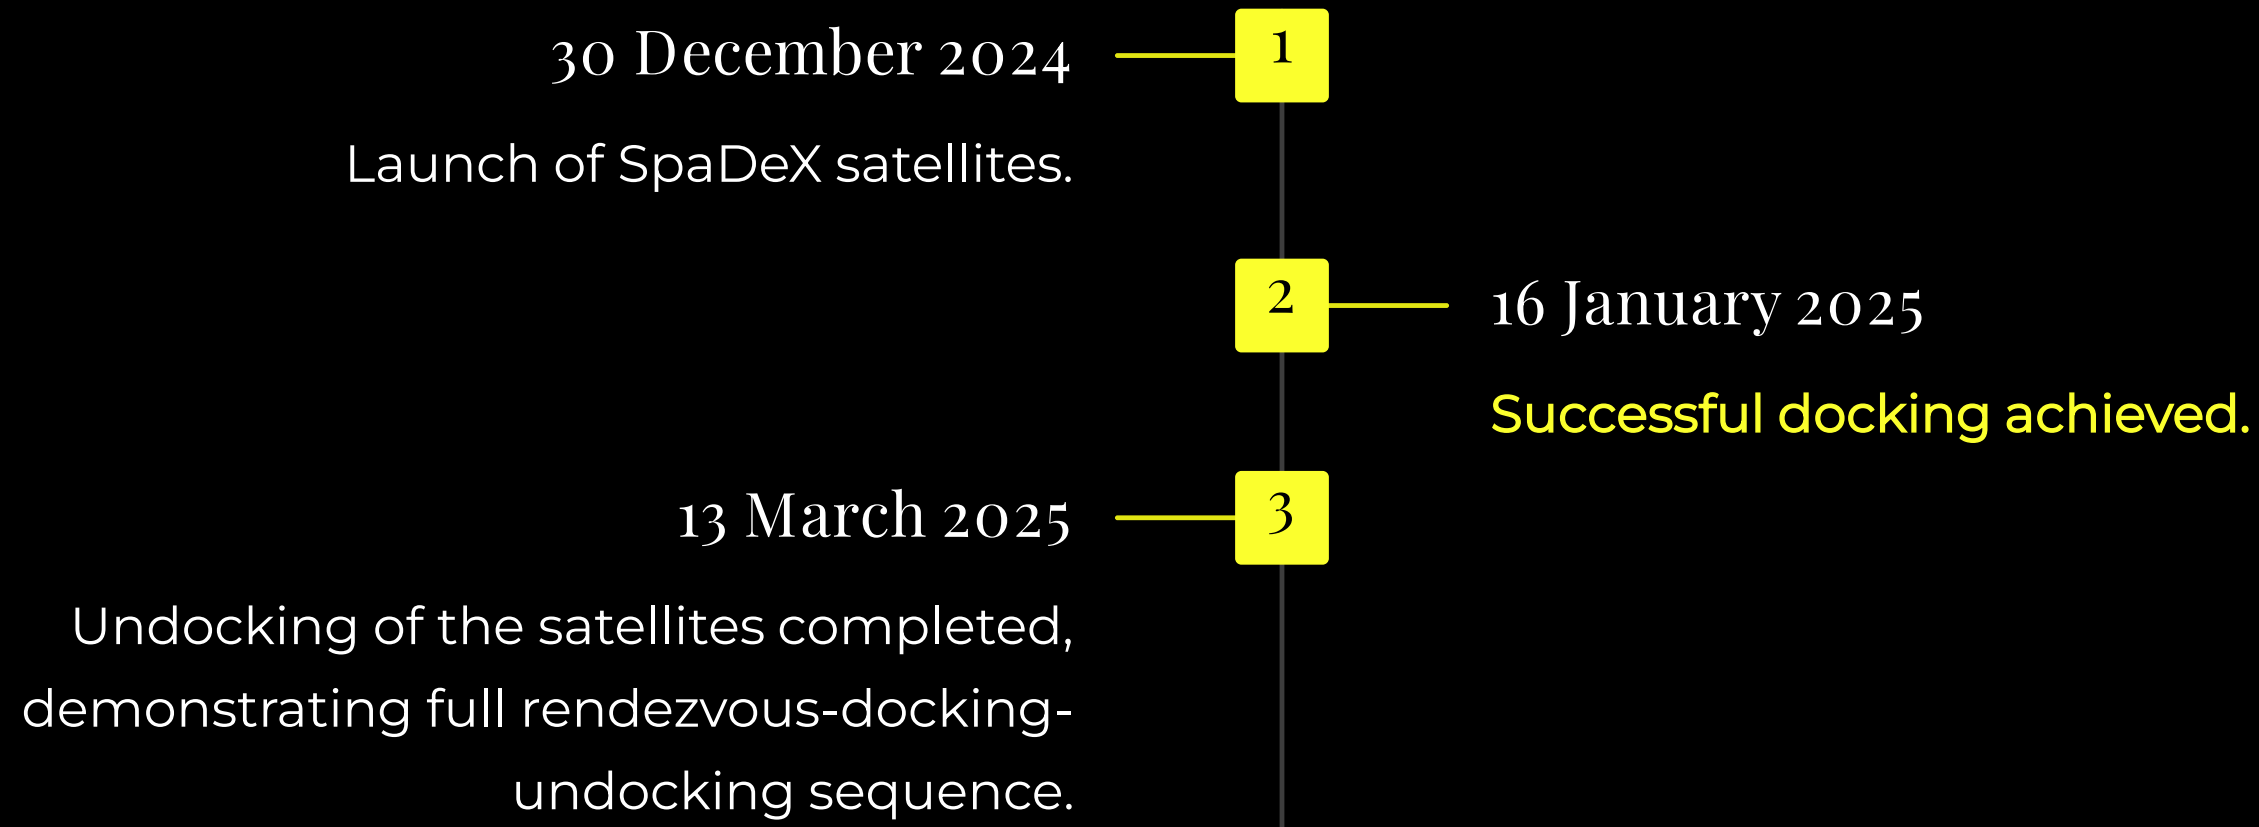 30 December 2024
1
Launch of SpaDeX satellites.
2
16 January 2025
Successful docking achieved.
13 March 2025
3
Undocking of the satellites completed,
demonstrating full rendezvous-docking-
undocking sequence.